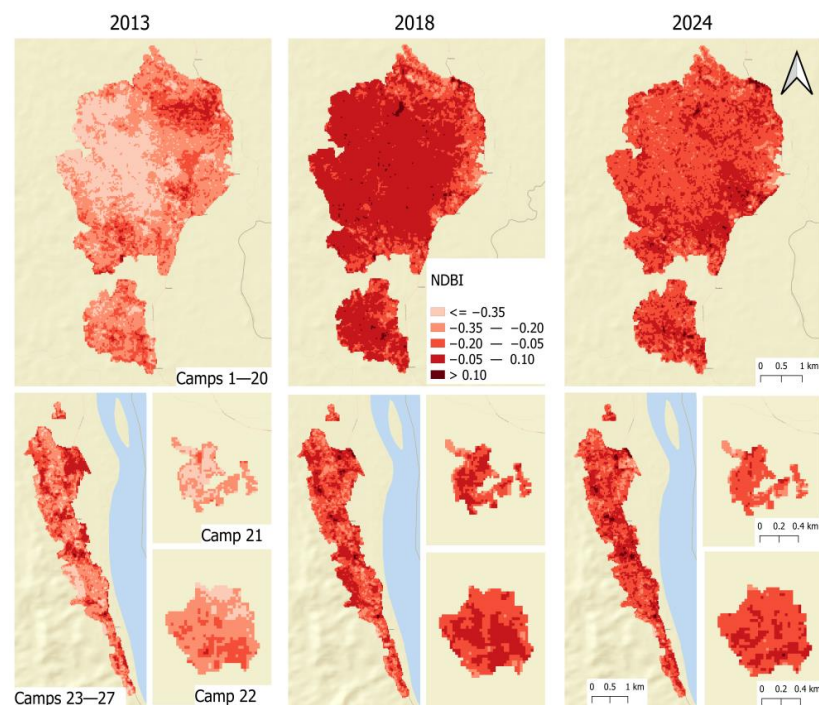 2013
2018
2024
NDBI
<= −0.35
−0.35 — −0.20
−0.20 — −0.05
−0.05 — 0.10
> 0.10
Camps 1—20
0 0.5 1 km
Camp 21
0 0.2 0.4 km
Camps 23—27
Camp 22
0 0.5 1 km
0 0.2 0.4 km